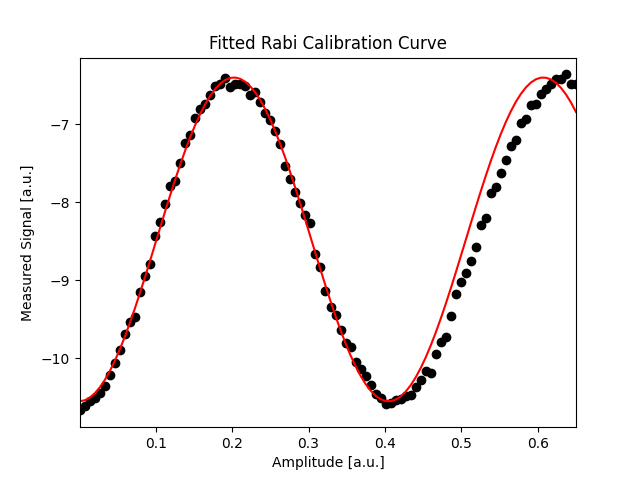 Fitted Rabi Calibration Curve
Measured Signal [a.u.]
−7
−8
−9
−10
0.1 0.2 0.3 0.4 0.5 0.6
Amplitude [a.u.]